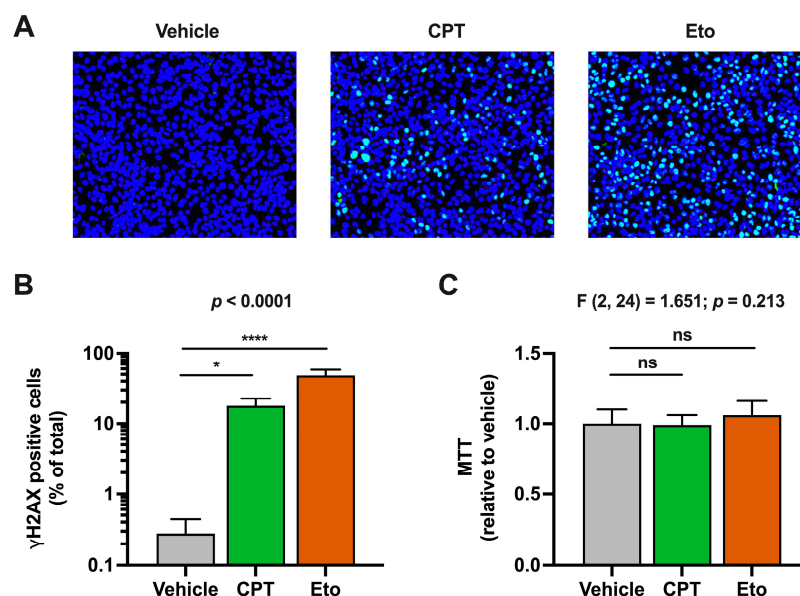 A
Vehicle
CPT
Eto
B
p < 0.0001
****
*
γH2AX positive cells
(% of total)
100
10
1
0.1
Vehicle
CPT
Eto
C
F (2, 24) = 1.651; p = 0.213
ns
ns
MTT
(relative to vehicle)
1.5
1.0
0.5
0.0
Vehicle
CPT
Eto